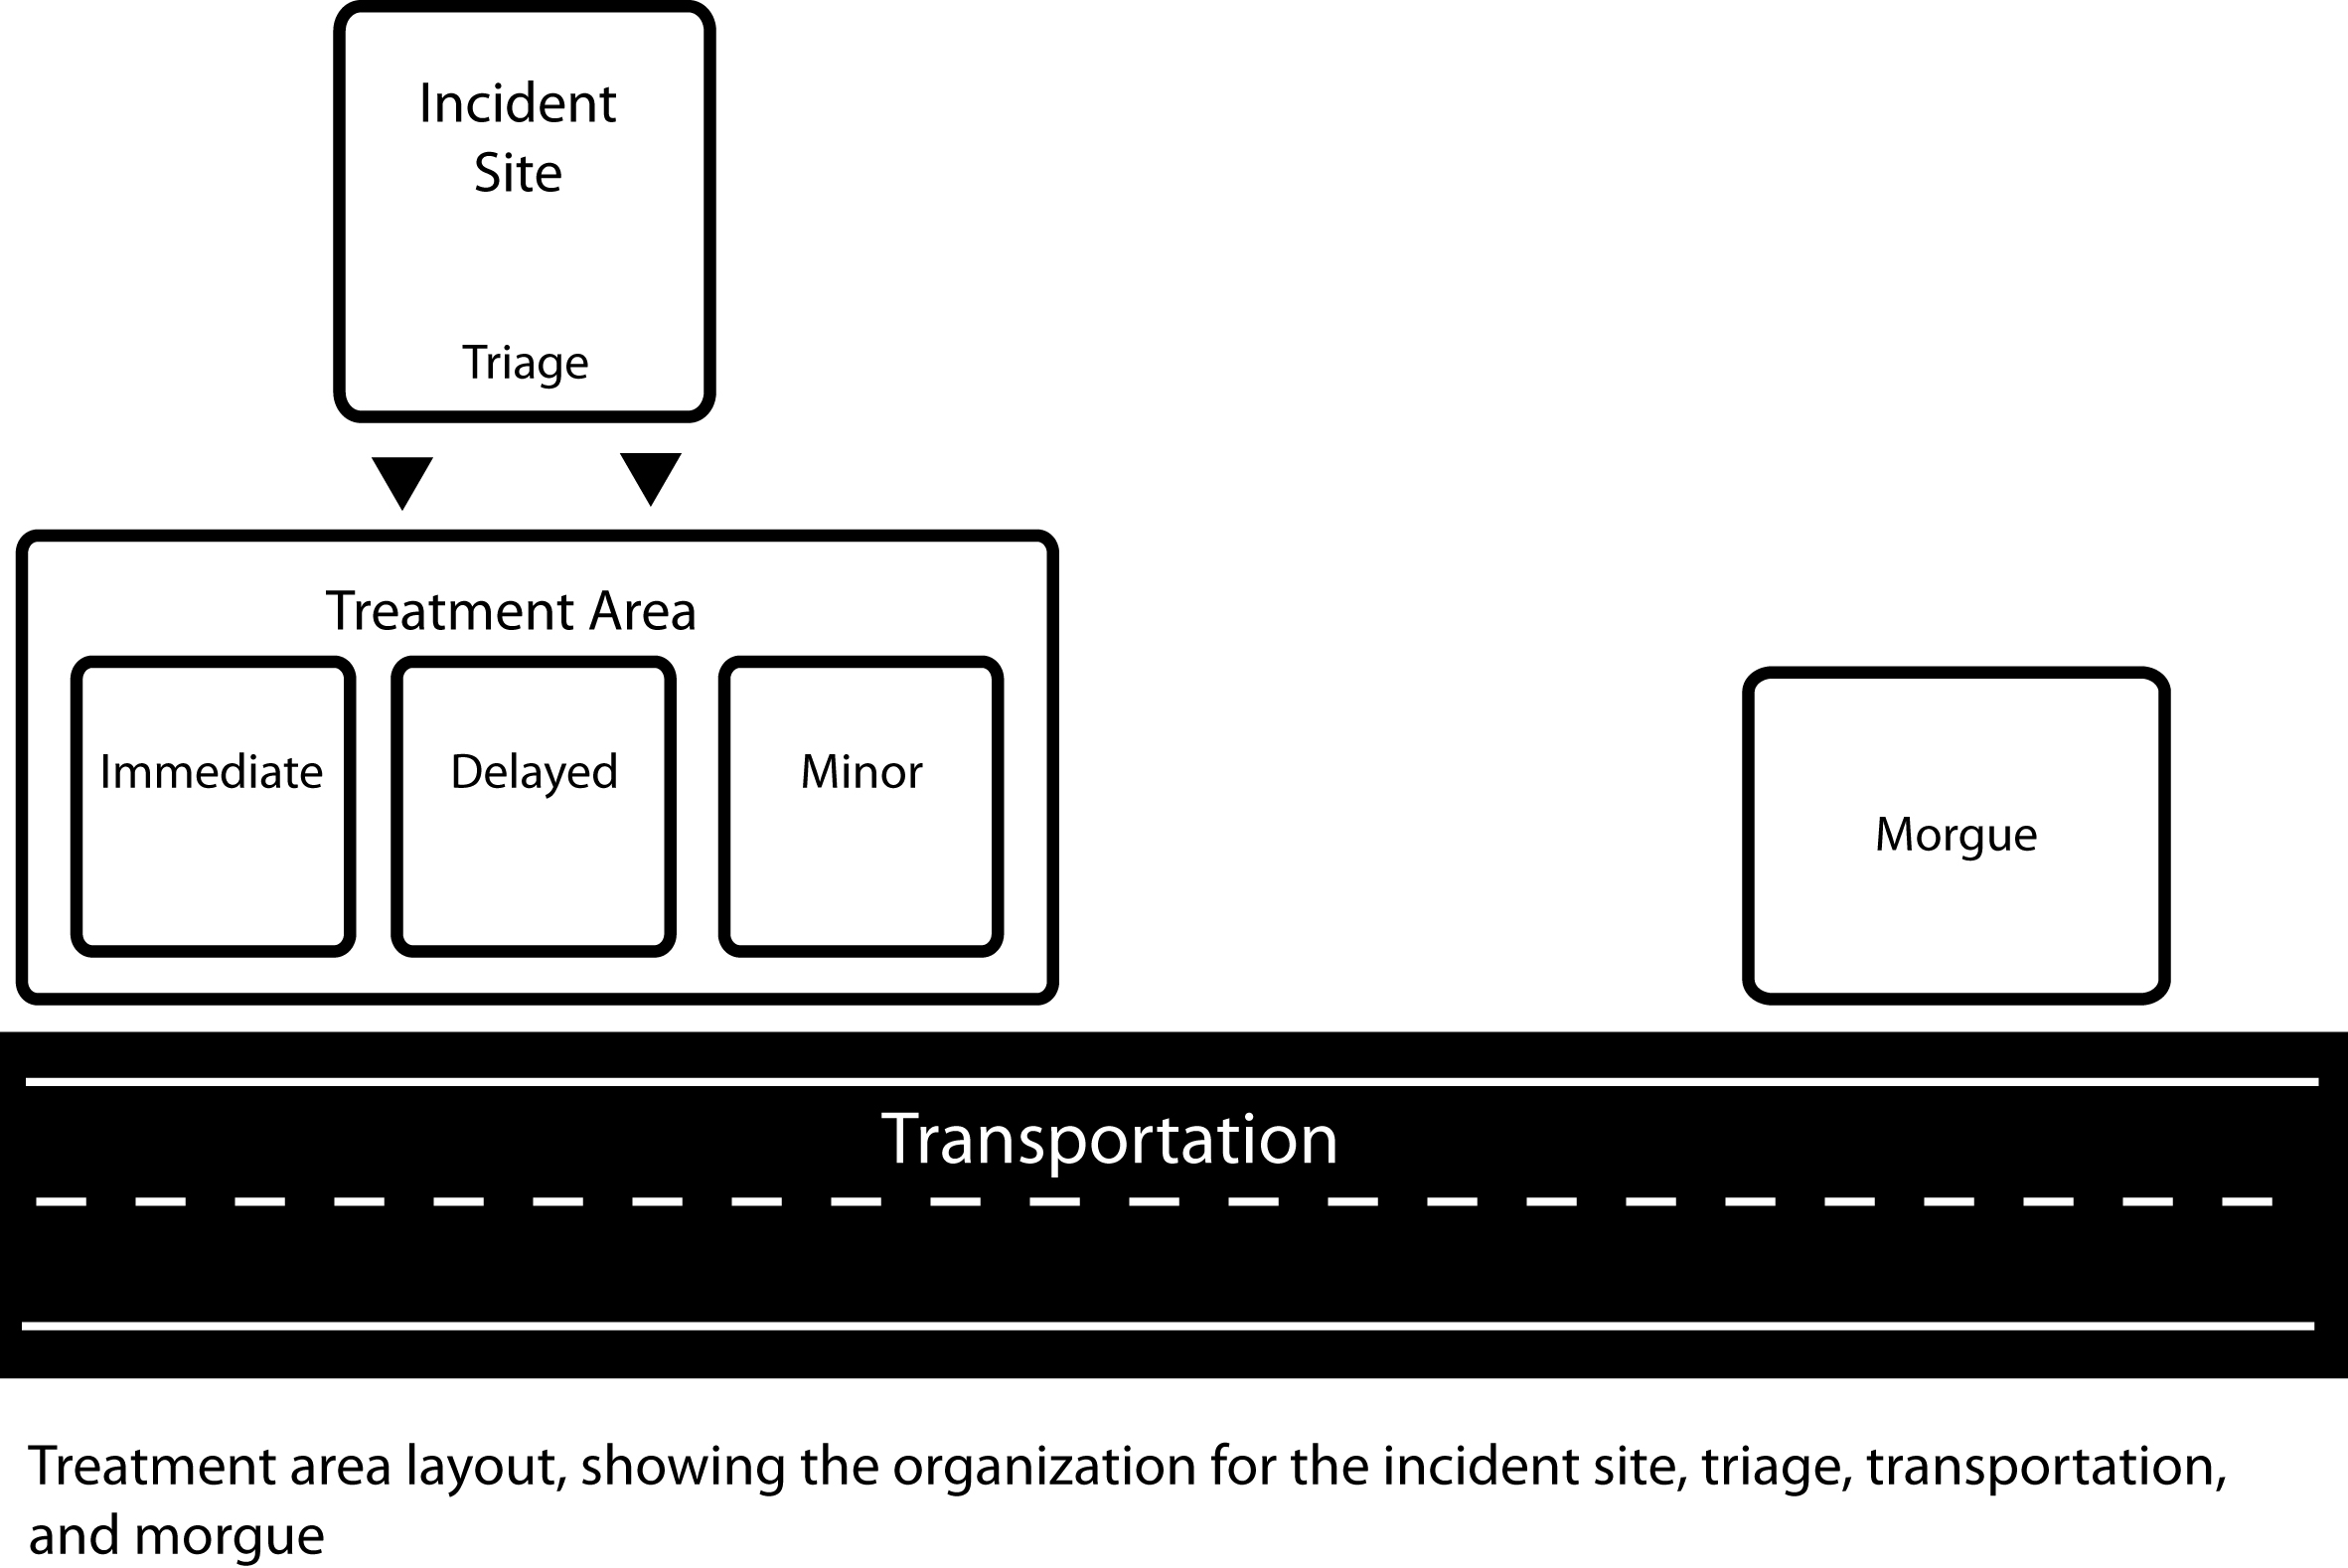 Incident
Site
Triage
Treatment Area
Immediate
Delayed
Minor
Morgue
Transportation
Treatment area layout, showing the organization for the incident site, triage, transportation,
and morgue